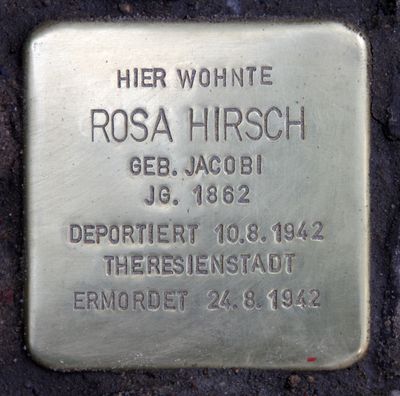 HIER WOHNTE
ROSA HIRSCH
GEB. JACOBI
JG. 1862
DEPORTIERT 10.8.1942
THERESIENSTADT
ERMORDET 24.8.1942